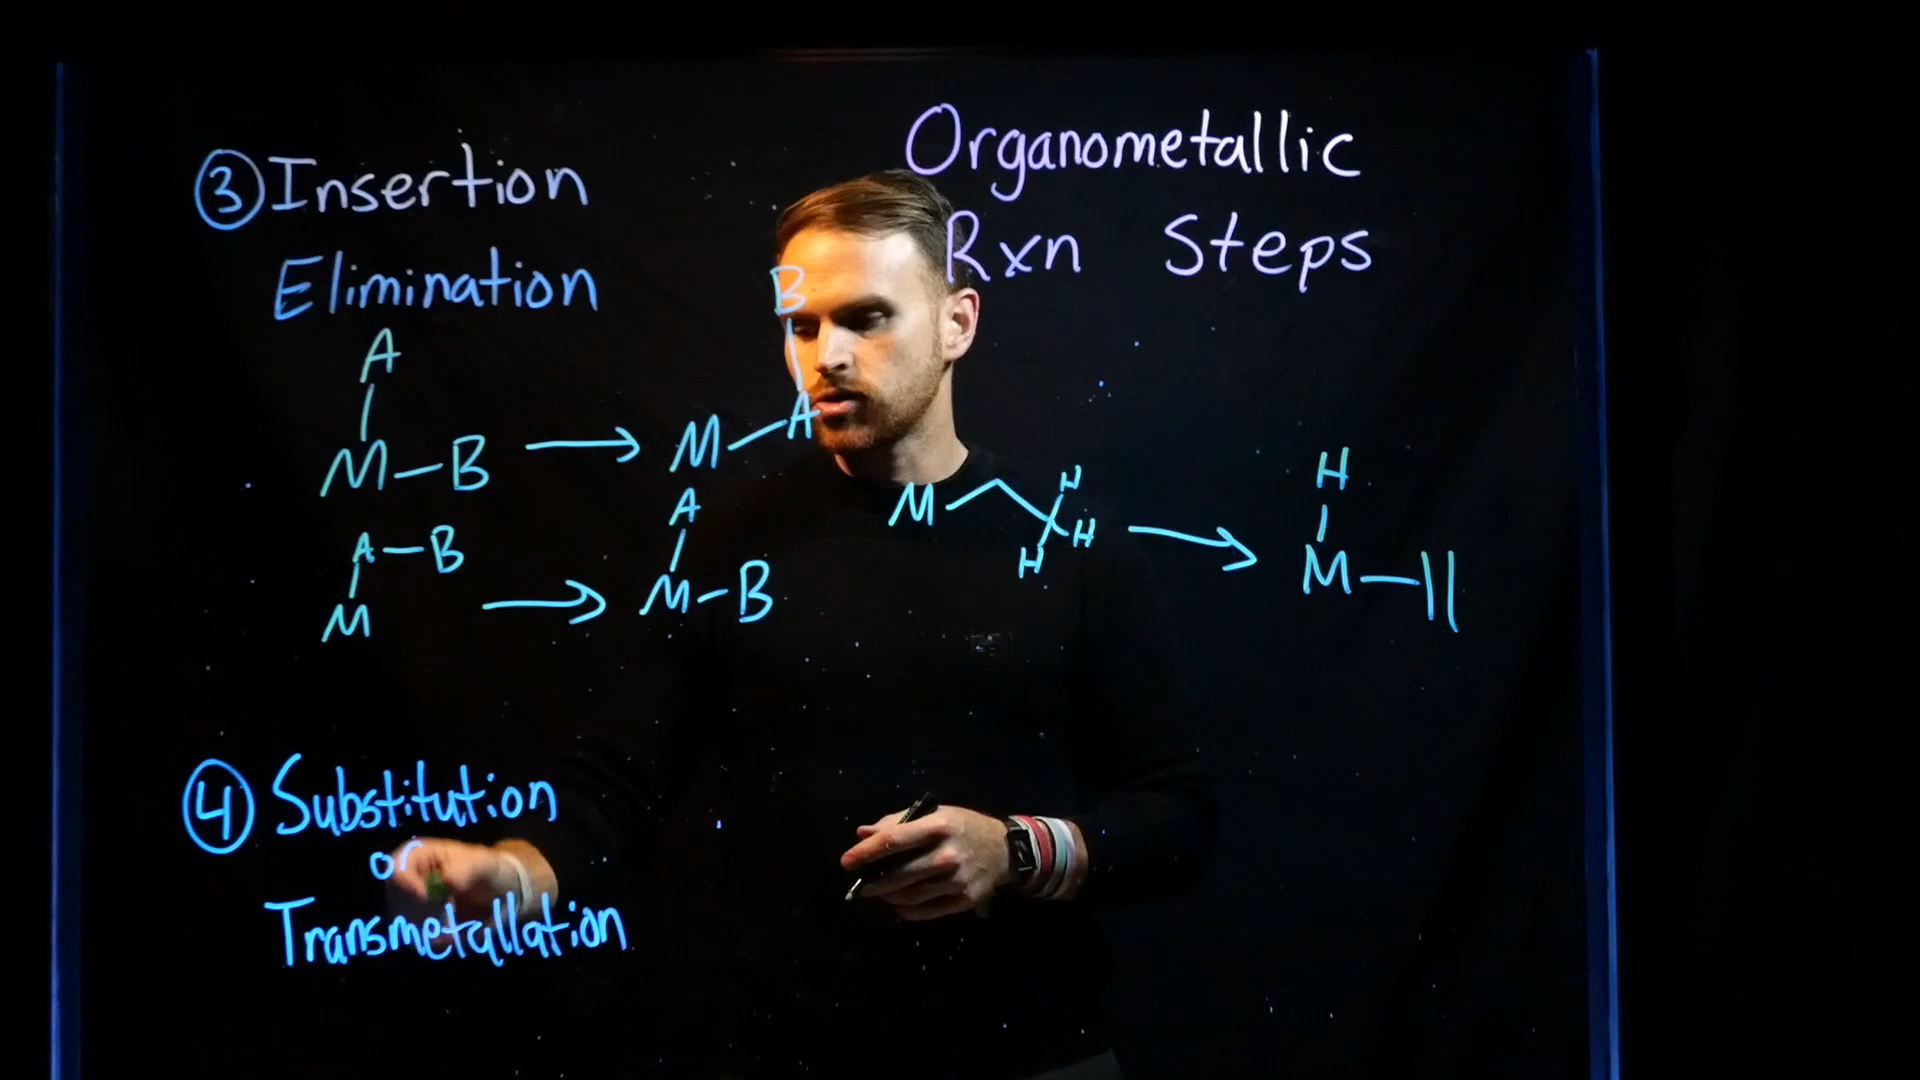 Organometallic
Rxn Steps
③ Insertion
Elimination
A
M—B → M—A
B
A—B
M → M—B
A
M H
H
H → M—||
H
④ Substitution
or
Transmetallation